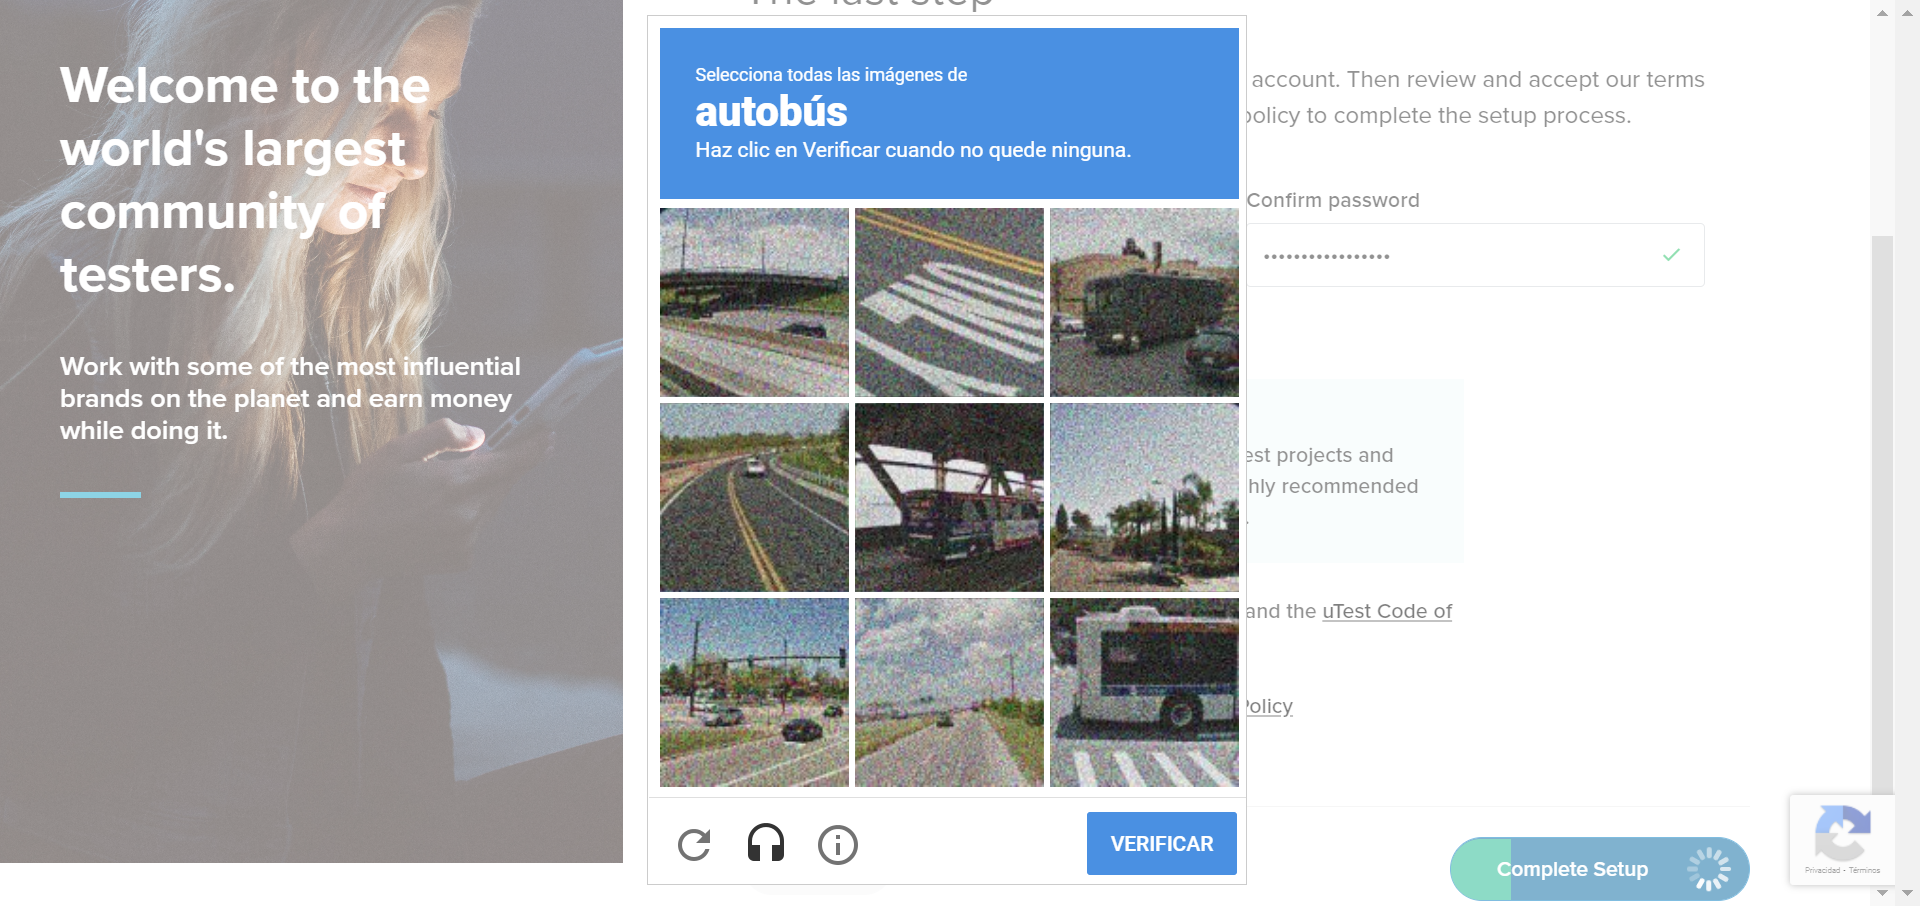 The last step
Welcome to the
world's largest
community of
testers.
Work with some of the most influential
brands on the planet and earn money
while doing it.
Selecciona todas las imágenes de
autobús
Haz clic en Verificar cuando no quede ninguna.
VERIFICAR
account. Then review and accept our terms
policy to complete the setup process.
Confirm password
•••••••••••••••••
est projects and
hly recommended
and the uTest Code of
Policy
Complete Setup
Privacidad - Términos